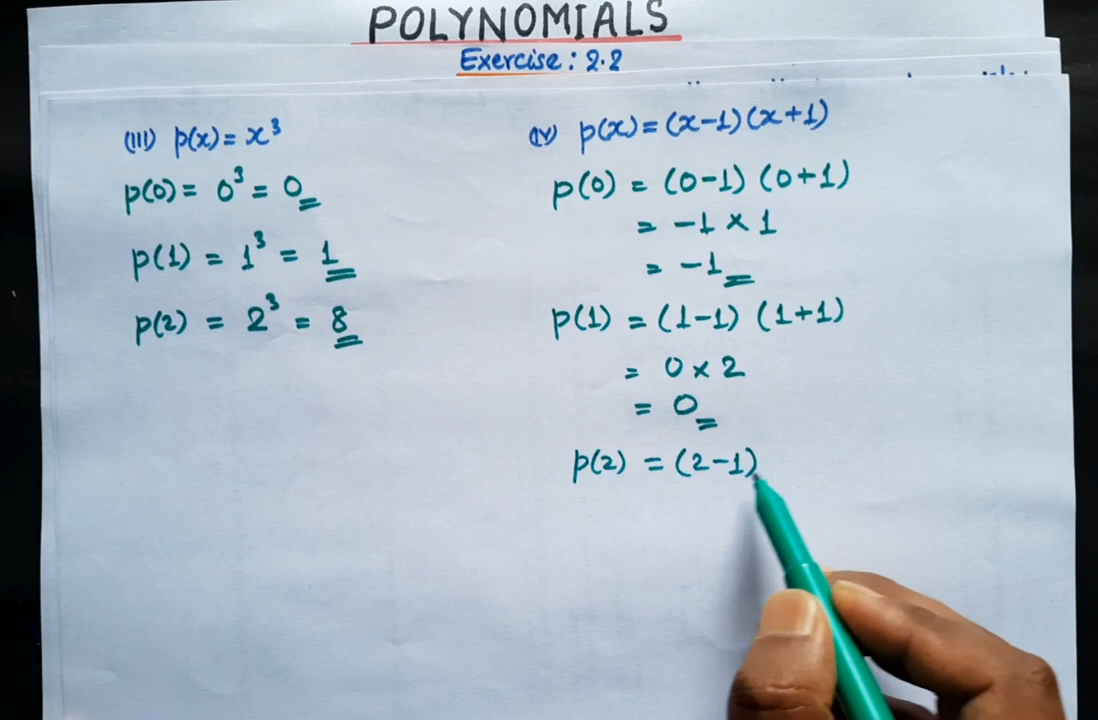 POLYNOMIALS
Exercise: 2.2
(III) p(x) = x³
p(0) = 0³ = 0
p(1) = 1³ = 1
p(2) = 2³ = 8
(IV) p(x) = (x-1)(x+1)
p(0) = (0-1) (0+1)
= -1 × 1
= -1
p(1) = (1-1) (1+1)
= 0 × 2
= 0
p(2) = (2-1)